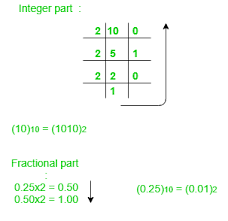 Integer part :
2 10 0
2 5 1
2 2 0
1
(10)10 = (1010)2
Fractional part
:
0.25x2 = 0.50
0.50x2 = 1.00
(0.25)10 = (0.01)2